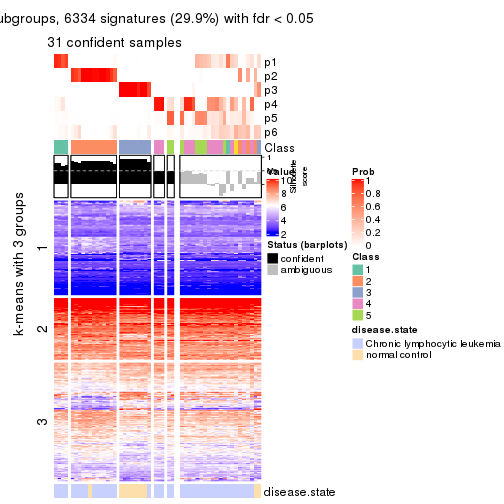 ubgroups, 6334 signatures (29.9%) with fdr < 0.05
31 confident samples
p1
p2
p3
p4
p5
p6
Class
1
Silhouette
score
k-means with 3 groups
1
2
3
disease.state
Value
10
8
6
4
2
Status (barplots)
confident
ambiguous
Prob
1
0.8
0.6
0.4
0.2
0
Class
1
2
3
4
5
disease.state
Chronic lymphocytic leukemia
normal control